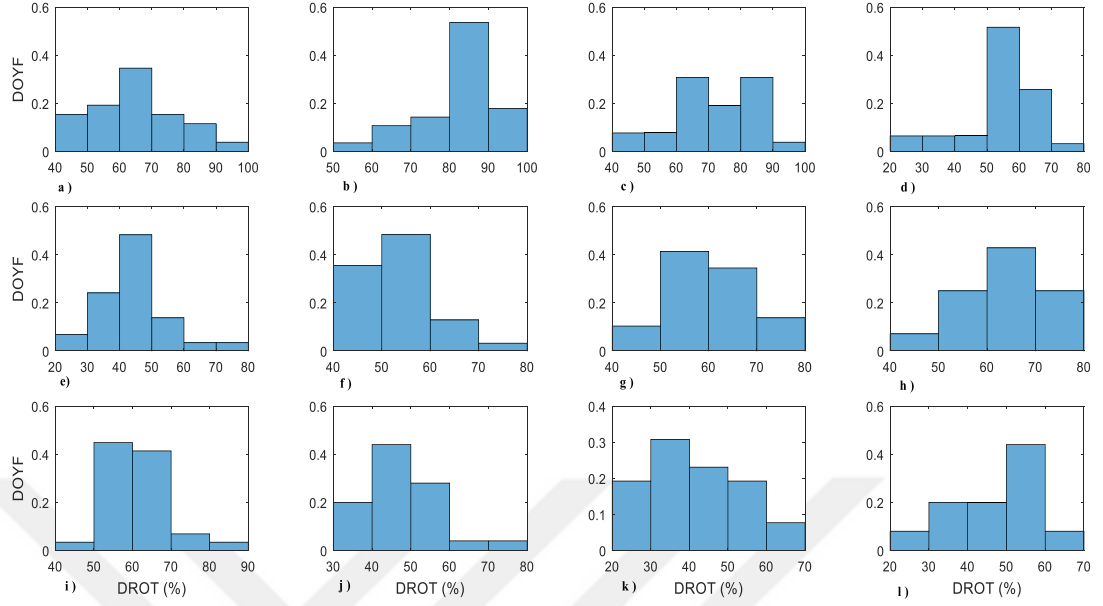 0.6 0.6 0.6 0.6
DOYF 0.4 0.4 0.4 0.4
0.2 0.2 0.2 0.2
0 0 0 0
40 50 60 70 80 90 100 50 60 70 80 90 100 40 50 60 70 80 90 100 20 30 40 50 60 70 80
a ) b ) c ) d )
0.6 0.6 0.6 0.6
DOYF 0.4 0.4 0.4 0.4
0.2 0.2 0.2 0.2
0 0 0 0
20 30 40 50 60 70 80 40 50 60 70 80 40 50 60 70 80 40 50 60 70 80
e) f ) g ) h )
0.6 0.6 0.4 0.6
DOYF 0.4 0.4 0.3 0.4
0.2 0.2 0.2 0.2
0.1
0 0 0 0
40 50 60 70 80 90 30 40 50 60 70 80 20 30 40 50 60 70 20 30 40 50 60 70
i ) DROT (%) j ) DROT (%) k ) DROT (%) l ) DROT (%)